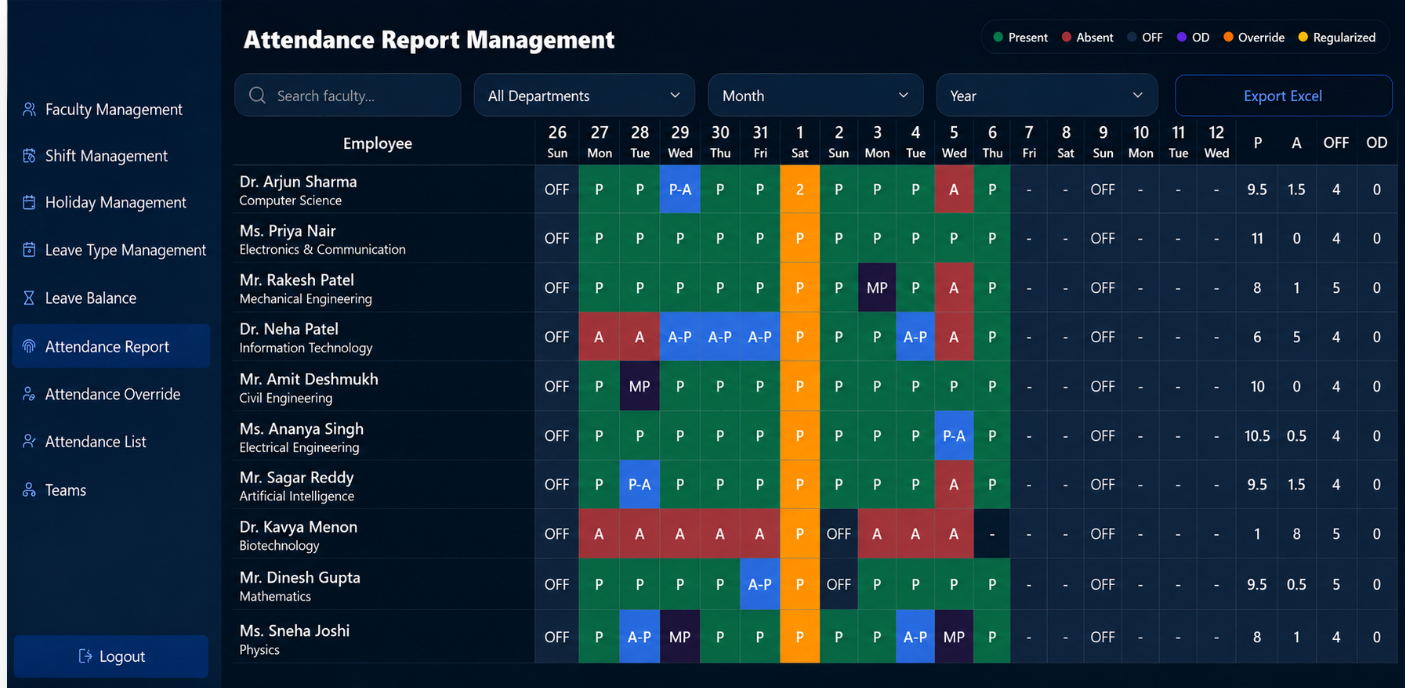 Attendance Report Management
Present Absent OFF OD Override Regularized
Faculty Management
Shift Management
Holiday Management
Leave Type Management
Leave Balance
Attendance Report
Attendance Override
Attendance List
Teams
Logout
Search faculty... All Departments Month Year Export Excel
Employee 26 27 28 29 30 31 1 2 3 4 5 6 7 8 9 10 11 12 P A OFF OD
Sun Mon Tue Wed Thu Fri Sat Sun Mon Tue Wed Thu Fri Sat Sun Mon Tue Wed
Dr. Arjun Sharma OFF P P P-A P P 2 P P P A P - - OFF - - - 9.5 1.5 4 0
Computer Science
Ms. Priya Nair OFF P P P P P P P P P P P - - OFF - - - 11 0 4 0
Electronics & Communication
Mr. Rakesh Patel OFF P P P P P P P MP P A P - - OFF - - - 8 1 5 0
Mechanical Engineering
Dr. Neha Patel OFF A A A-P A-P A-P P P P A-P A P - - OFF - - - 6 5 4 0
Information Technology
Mr. Amit Deshmukh OFF P MP P P P P P P P P P - - OFF - - - 10 0 4 0
Civil Engineering
Ms. Ananya Singh OFF P P P P P P P P P P-A P - - OFF - - - 10.5 0.5 4 0
Electrical Engineering
Mr. Sagar Reddy OFF P P-A P P P P P P P A P - - OFF - - - 9.5 1.5 4 0
Artificial Intelligence
Dr. Kavya Menon OFF A A A A A P OFF A A A - - - OFF - - - 1 8 5 0
Biotechnology
Mr. Dinesh Gupta OFF P P P P A-P P OFF P P P P - - OFF - - - 9.5 0.5 5 0
Mathematics
Ms. Sneha Joshi OFF P A-P MP P P P P P A-P MP P - - OFF - - - 8 1 4 0
Physics